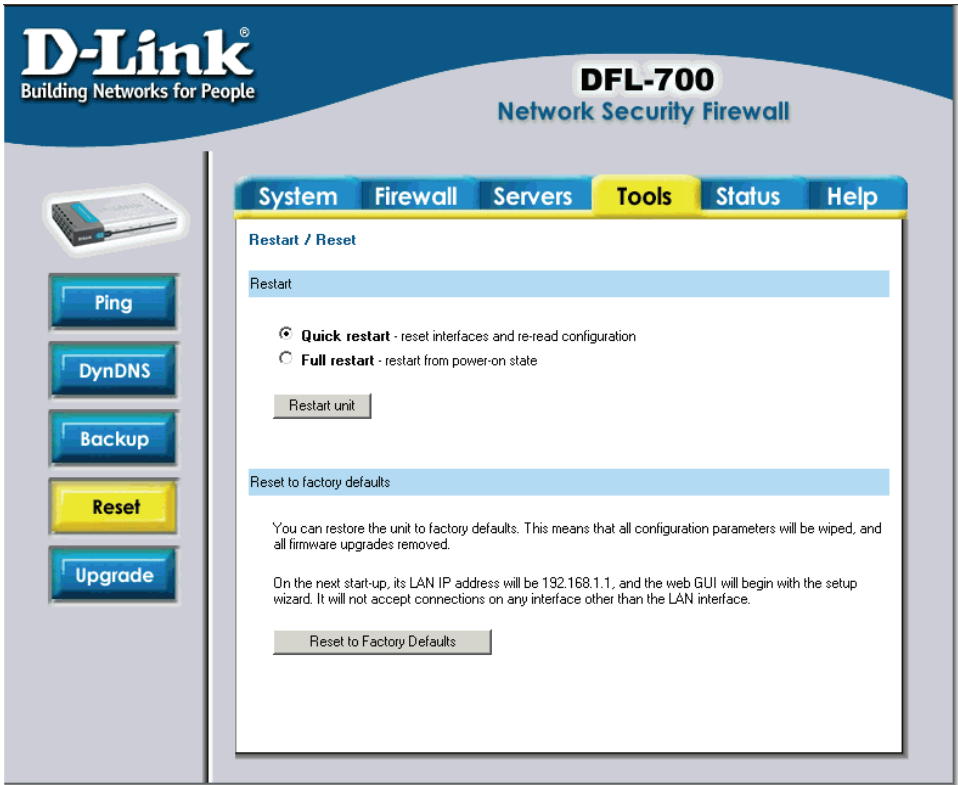 D-Link®
Building Networks for People
DFL-700
Network Security Firewall
System Firewall Servers Tools Status Help
Ping
DynDNS
Backup
Reset
Upgrade
Restart / Reset
Restart
Quick restart - reset interfaces and re-read configuration
Full restart - restart from power-on state
Restart unit
Reset to factory defaults
You can restore the unit to factory defaults. This means that all configuration parameters will be wiped, and
all firmware upgrades removed.
On the next start-up, its LAN IP address will be 192.168.1.1, and the web GUI will begin with the setup
wizard. It will not accept connections on any interface other than the LAN interface.
Reset to Factory Defaults